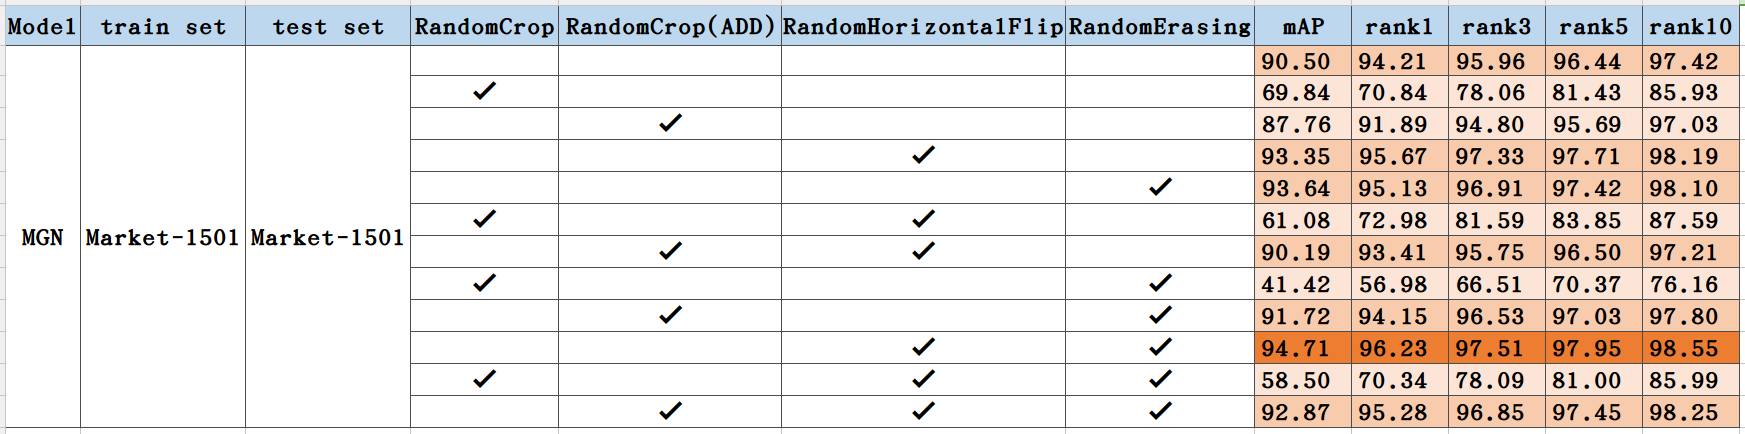 Model train set test set RandomCrop RandomCrop(ADD) RandomHorizontalFlip RandomErasing mAP rank1 rank3 rank5 rank10
90.50 94.21 95.96 96.44 97.42
✓ 69.84 70.84 78.06 81.43 85.93
✓ 87.76 91.89 94.80 95.69 97.03
✓ 93.35 95.67 97.33 97.71 98.19
✓ 93.64 95.13 96.91 97.42 98.10
✓ ✓ 61.08 72.98 81.59 83.85 87.59
MGN Market-1501 Market-1501
✓ ✓ 90.19 93.41 95.75 96.50 97.21
✓ ✓ 41.42 56.98 66.51 70.37 76.16
✓ ✓ 91.72 94.15 96.53 97.03 97.80
✓ ✓ 94.71 96.23 97.51 97.95 98.55
✓ ✓ ✓ 58.50 70.34 78.09 81.00 85.99
✓ ✓ ✓ 92.87 95.28 96.85 97.45 98.25